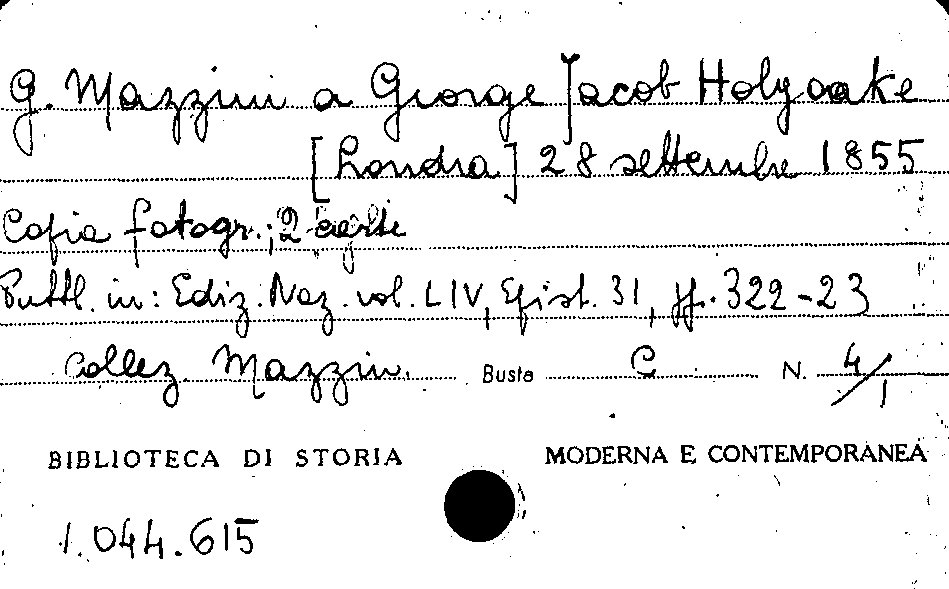 G. Mazzini a George Jacob Holyoake
[Londra] 28 settembre 1855
Copia fotogr.; 2 carte
Pubbl. in: Ediz. Naz. vol. LIV, Epist. 31, pp. 322-23
Collez. Mazzin. Busta C N. 4/1
BIBLIOTECA DI STORIA MODERNA E CONTEMPORANEA
1.044.615